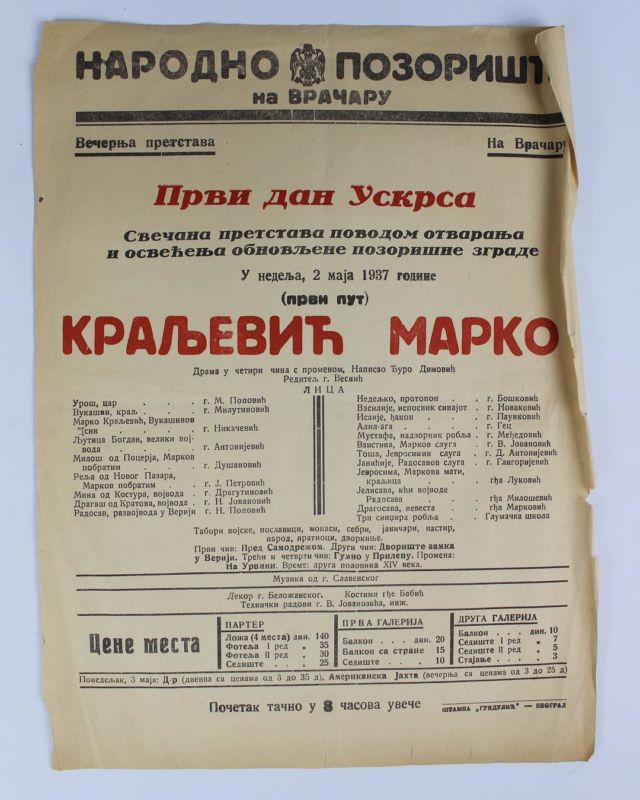 НАРОДНО ПОЗОРИШТ
на ВРАЧАРУ
Вечерња претстава
На Врачару
Први дан Ускрса
Свечана претстава поводом отварања
и освећења обновљене позоришне зграде
У недеља, 2 маја 1937 године
(први пут)
КРАЉЕВИЋ МАРКО
Драма у четири чина с променом, Написао Ђуро Димовић
Редитељ г. Веснић
ЛИЦА
Урош, цар . . . г. М. Поповић
Вукашин, краљ . . . г. Милутиновић
Марко Краљевић, Вукашинов
[син . . . . г. Никачевић
Љутица Богдан, велики вој-
вода . . . . г. Антонијевић
Милош од Поцерја, Марков
побратим . . . г. Душановић
Реља од Новог Пазара,
Марков побратим . . г. Ј. Петровић
Мина од Костура, војвода . г. Драгутиновић
Драгаш од Кратова, војвода . г. Н. Јовановић
Радосав, развојвода у Верији г. Н. Поповић
Недељко, протопоп . . г. Бошковић
Василије, испосник синајот . г. Новаковић
Исаије, ђакон . . . г. Паунковић
Алил-ага . . . . г. Гец
Мустафа, надзорник робља . г. Међедовић
Ваистина, Марков слуга . г. В. Јовановић
Тоша, Јевросимин слуга . г. Д. Антонијевић
Јанићије, Радосавов слуга . г. Глигоријевић
Јевросима, Маркова мати,
краљица . . . гђа Луковић
Јелисава, кћи војводе
Радосава . . . гђа Милошевић
Драгосава, невеста . . гђа Марковић
Три синџира робља . . Глумачка школа
Табори војске, пославици, монаси, себри, јаничари, пастир,
народ, пратиоци, дворкиње.
Први чин: Пред Самодрежом. Други чин: Двориште замка
у Верији. Трећи и четврти чин: Гумно у Прилепу. Промена:
На Урвини. Време: друга половина XIV века.
Музика од г. Славенског
Декор г. Беложанског. Костими гђе Бабић
Технички радови г. В. Јовановића, инж.
Цене места
ПАРТЕР
Ложа (4 места) дин. 140
Фотеља I ред „ 35
Фотеља II ред „ 30
Седиште . . „ 25
ПРВА ГАЛЕРИЈА
Балкон . . . дин. 20
Балкон са стране 15
Седиште . . . „ 10
ДРУГА ГАЛЕРИЈА
Балкон . . . дин. 10
Седиште I ред „ 7
Седиште II ред „ 5
Стајање . . . „ 3
Понедељак, 3 маја: Д-р (дневна са ценама од 3 до 35 д), Американска Јахта (вечерња са ценама од 3 до 25 д)
Почетак тачно у 8 часова увече
ШТАМПА „ГУНДУЛИЋ“ — БЕОГРАД